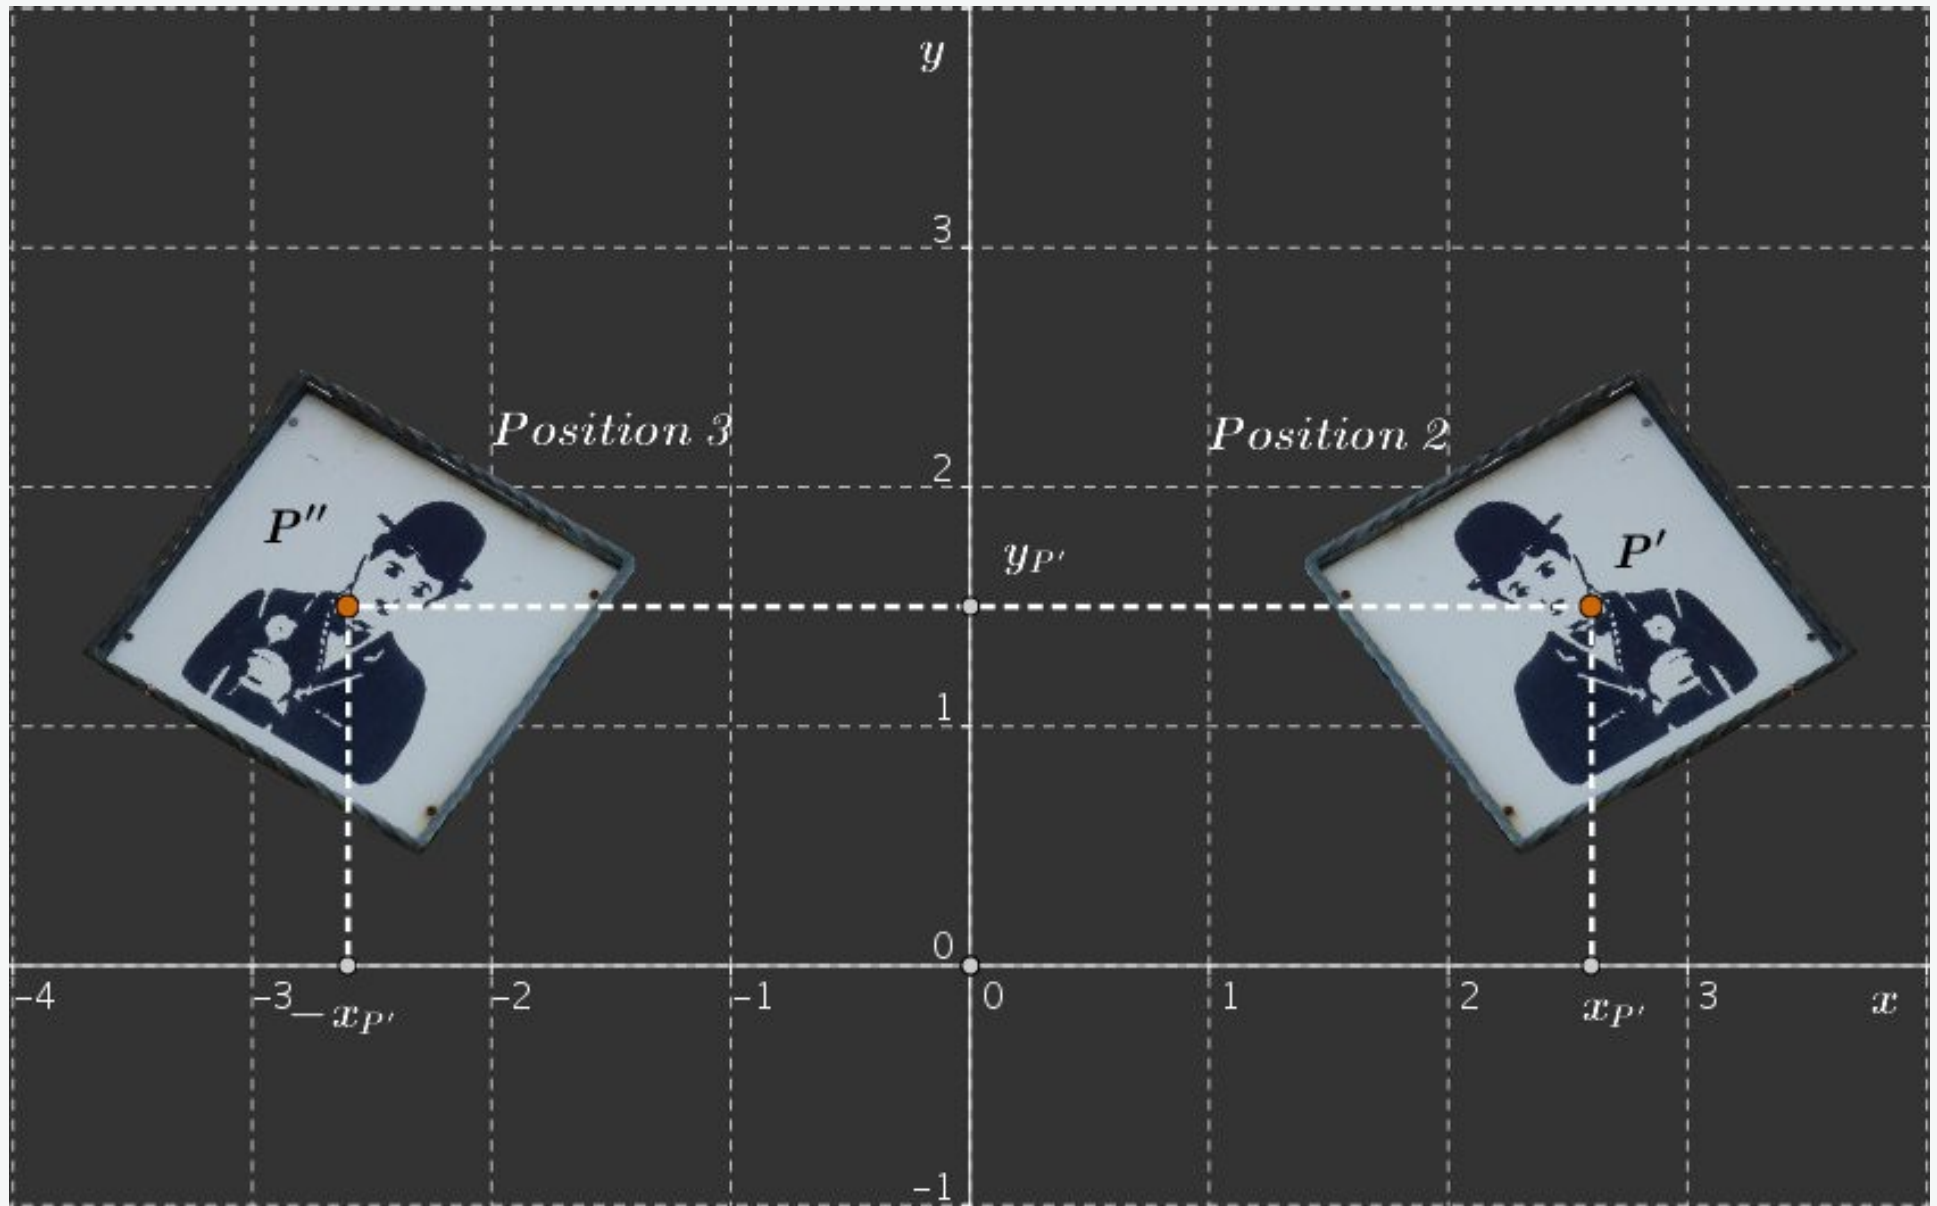 y
3
Position 3
Position 2
2
P''
y_{P'}
P'
1
0
-4
-3
-2
-1
0
1
2
3
x
-x_{P'}
x_{P'}
-1